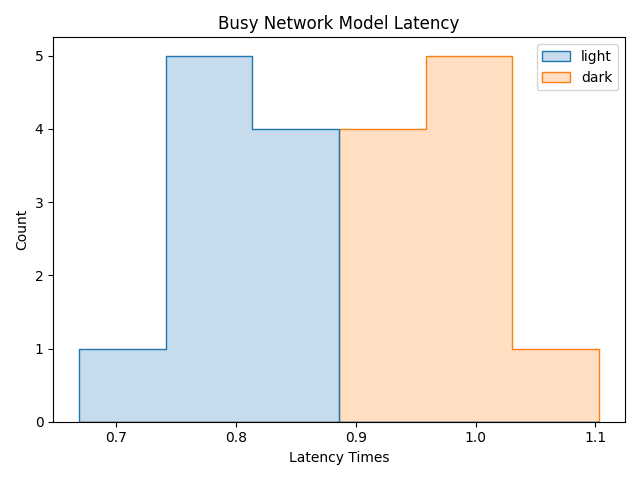 Busy Network Model Latency
light
dark
5
4
3
2
1
0
Count
0.7 0.8 0.9 1.0 1.1
Latency Times